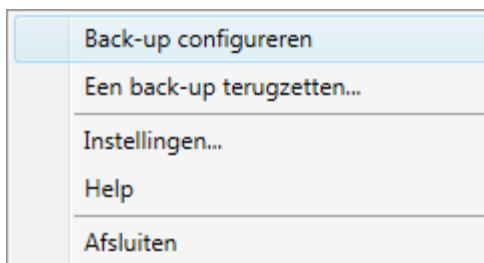 Back-up configureren
Een back-up terugzetten...
Instellingen...
Help
Afsluiten